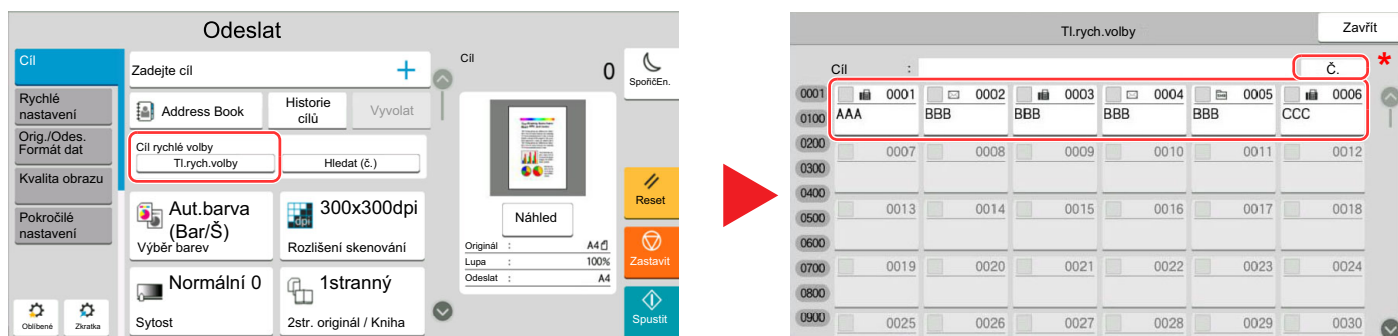 Odeslat
Cíl
Rychlé
nastavení
Orig./Odes.
Formát dat
Kvalita obrazu
Pokročilé
nastavení
Oblíbené
Zkratka
Zadejte cíl
+
Address Book
Historie
cílů
Vyvolat
Cíl rychlé volby
Tl.rych.volby
Hledat (č.)
Aut.barva
(Bar/Š)
Výběr barev
dpi
300x300dpi
Rozlišení skenování
Normální 0
Sytost
1stranný
2str. originál / Kniha
Cíl
0
Náhled
Originál : A4
Lupa : 100%
Odeslat : A4
SpořičEn.
Reset
Zastavit
Spustit
Tl.rych.volby
Zavřít
Cíl :
Č.
*
0001
0100
0200
0300
0400
0500
0600
0700
0800
0900
0001 0002 0003 0004 0005 0006
AAA BBB BBB BBB BBB CCC
0007 0008 0009 0010 0011 0012
0013 0014 0015 0016 0017 0018
0019 0020 0021 0022 0023 0024
0025 0026 0027 0028 0029 0030